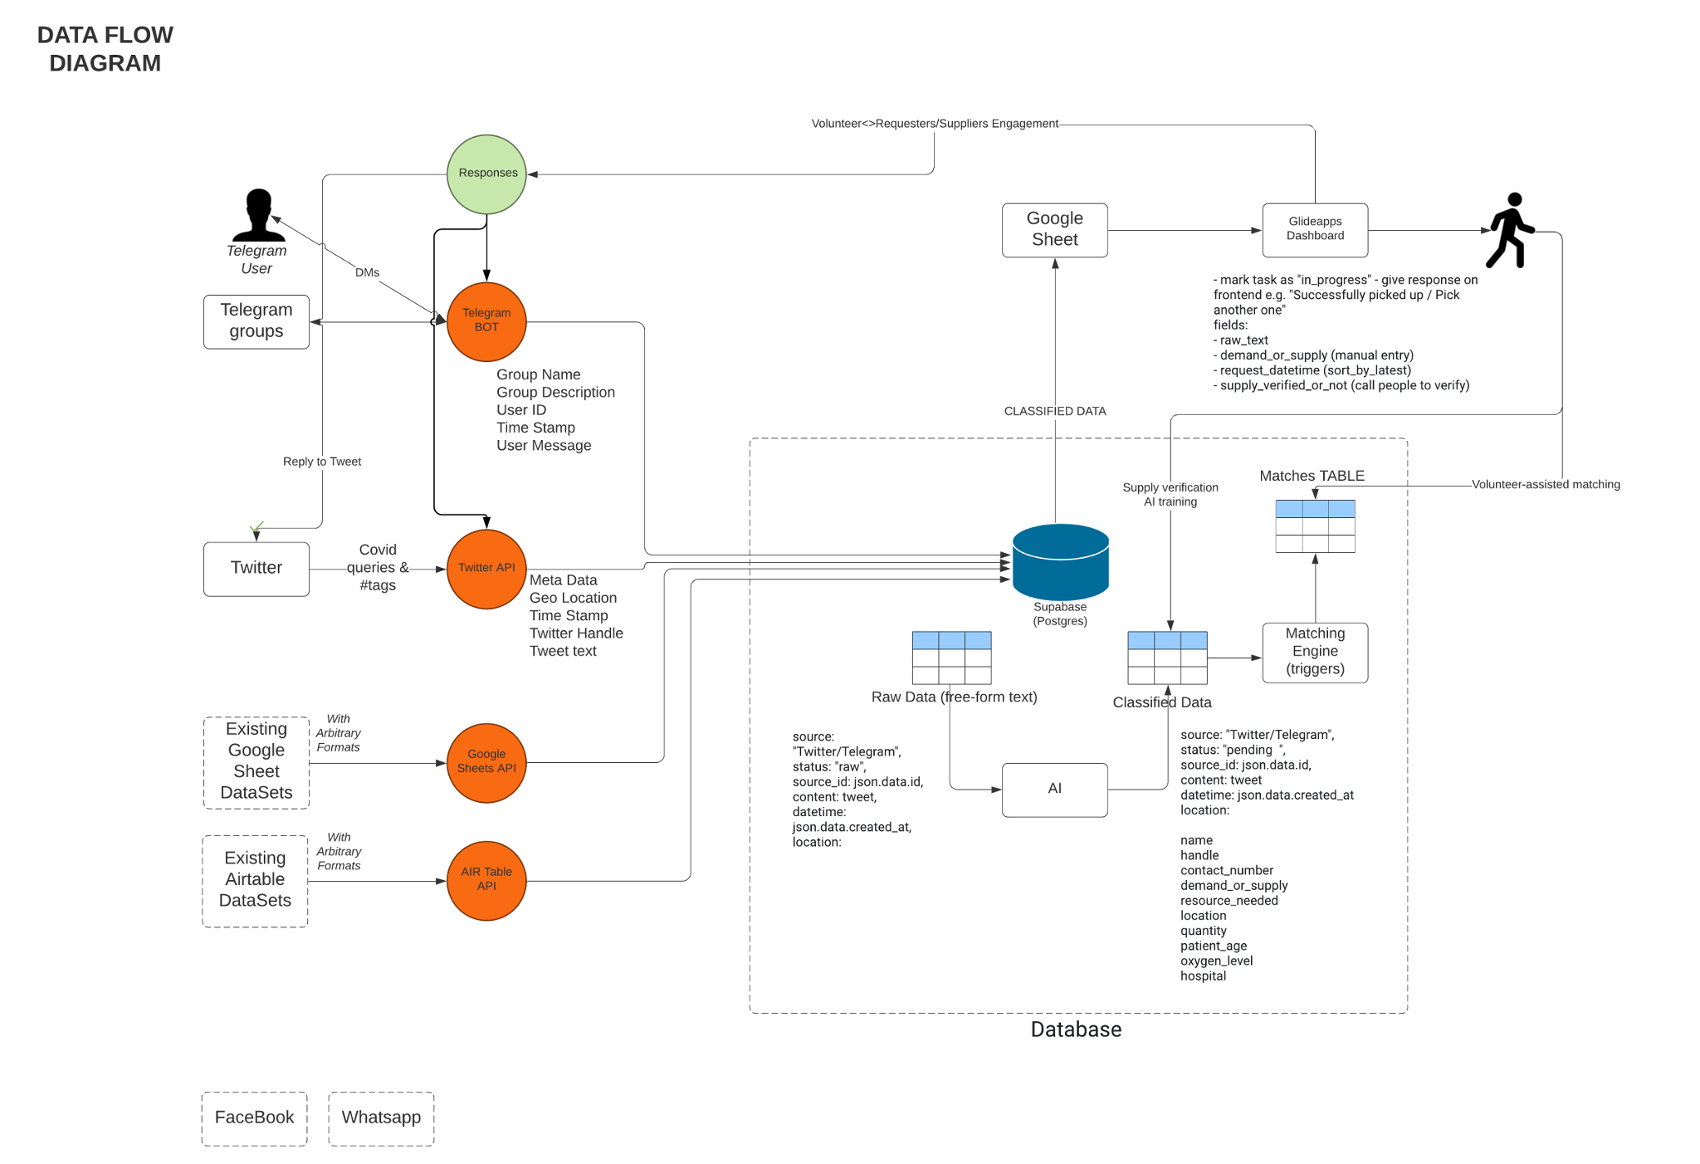 DATA FLOW
DIAGRAM
Volunteer<>Requesters/Suppliers Engagement
Responses
Telegram
User
DMs
Telegram
groups
Telegram
BOT
Group Name
Group Description
User ID
Time Stamp
User Message
Reply to Tweet
Twitter
Covid
queries &
#tags
Twitter API
Meta Data
Geo Location
Time Stamp
Twitter Handle
Tweet text
Existing
Google
Sheet
DataSets
With
Arbitrary
Formats
Google
Sheets API
Existing
Airtable
DataSets
With
Arbitrary
Formats
AIR Table
API
FaceBook
Whatsapp
Google
Sheet
Glideapps
Dashboard
- mark task as "in_progress" - give response on
frontend e.g. "Successfully picked up / Pick
another one"
fields:
- raw_text
- demand_or_supply (manual entry)
- request_datetime (sort_by_latest)
- supply_verified_or_not (call people to verify)
CLASSIFIED DATA
Supply verification
AI training
Matches TABLE
Volunteer-assisted matching
Supabase
(Postgres)
Raw Data (free-form text)
Classified Data
Matching
Engine
(triggers)
source:
"Twitter/Telegram",
status: "raw",
source_id: json.data.id,
content: tweet,
datetime:
json.data.created_at,
location:
AI
source: "Twitter/Telegram",
status: "pending  ",
source_id: json.data.id,
content: tweet
datetime: json.data.created_at
location:
name
handle
contact_number
demand_or_supply
resource_needed
location
quantity
patient_age
oxygen_level
hospital
Database